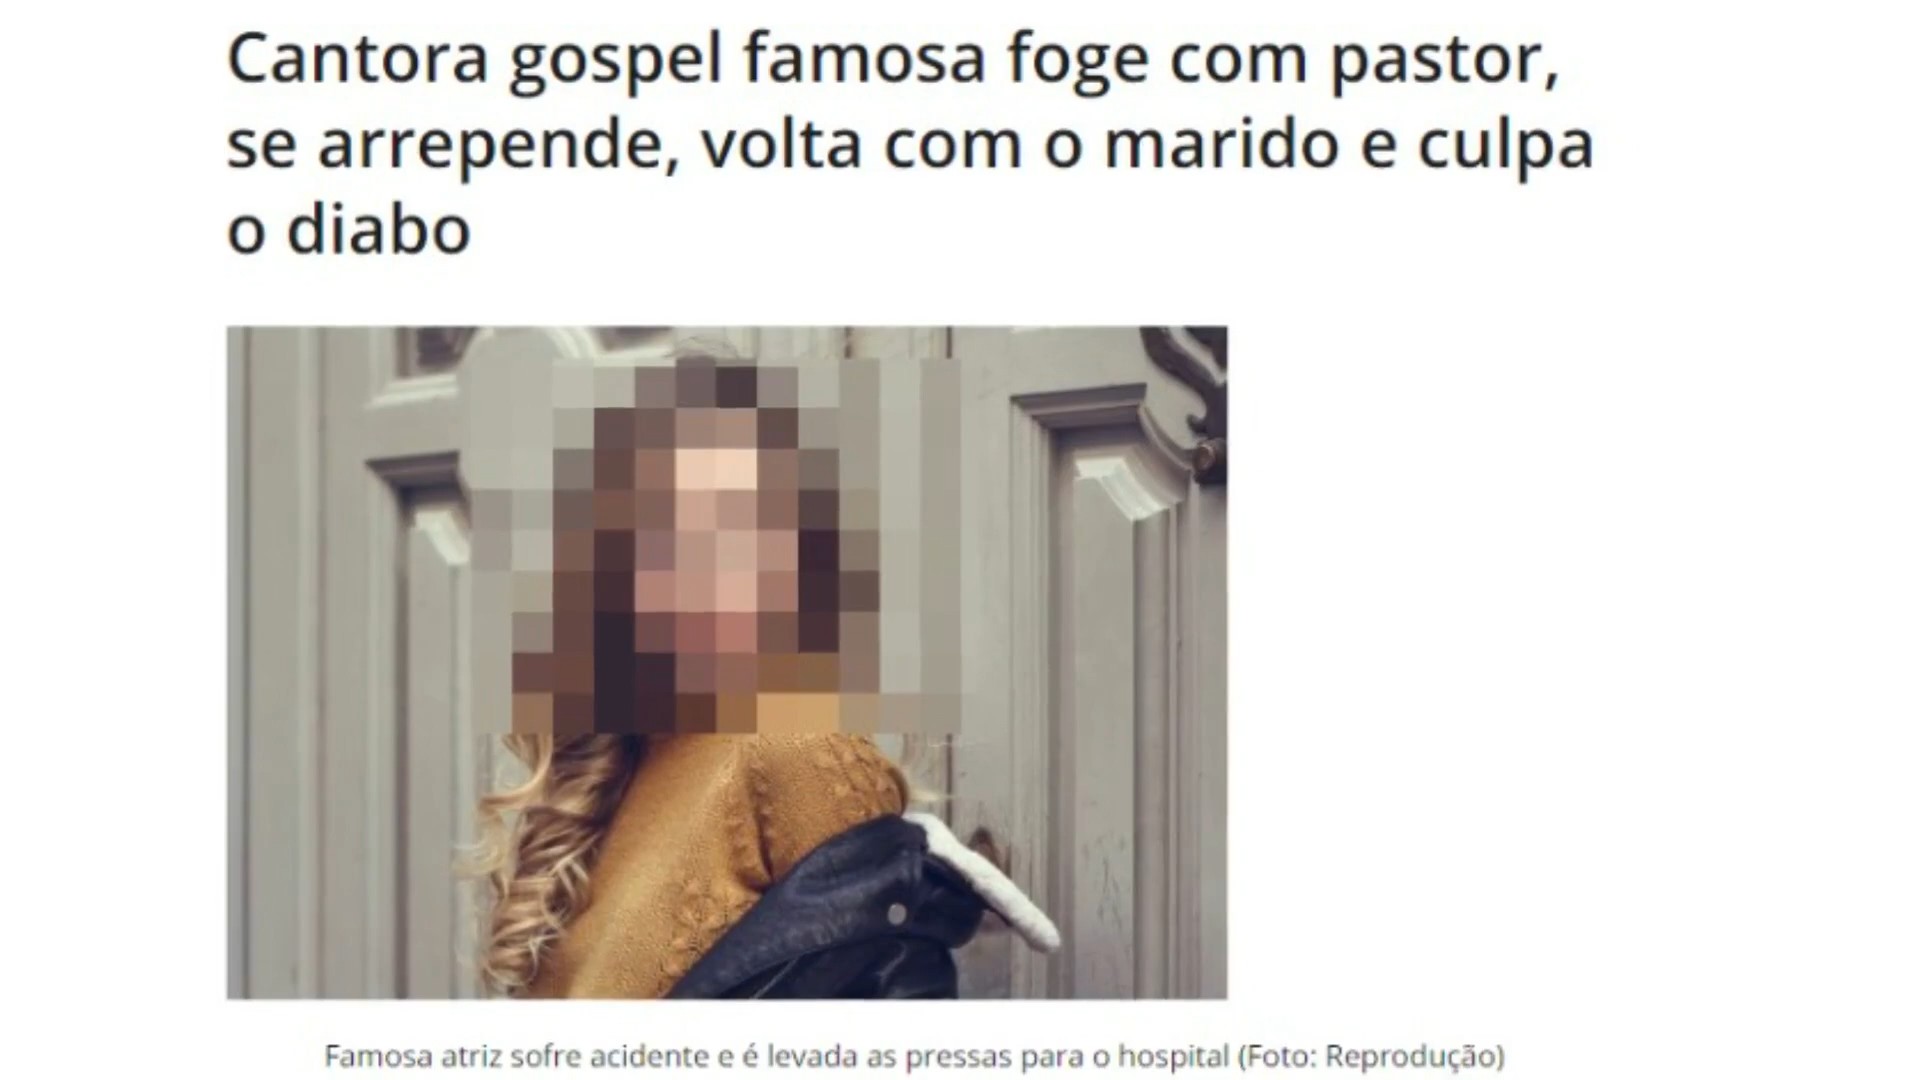 Cantora gospel famosa foge com pastor,
se arrepende, volta com o marido e culpa
o diabo
Famosa atriz sofre acidente e é levada as pressas para o hospital (Foto: Reprodução)